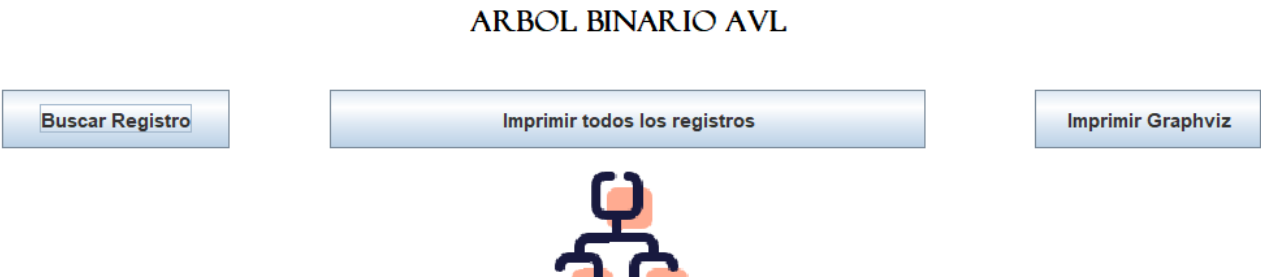 ARBOL BINARIO AVL
Buscar Registro
Imprimir todos los registros
Imprimir Graphviz